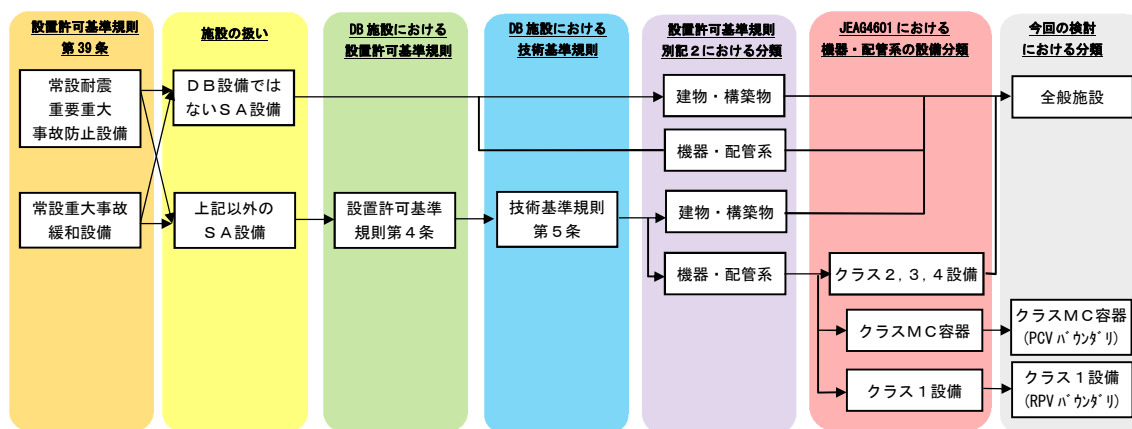 設置許可基準規則
第39条
常設耐震
重要重大
事故防止設備
常設重大事故
緩和設備
施設の扱い
ＤＢ設備では
ないＳＡ設備
上記以外の
ＳＡ設備
DB施設における
設置許可基準規則
設置許可基準
規則第４条
DB施設における
技術基準規則
技術基準規則
第５条
設置許可基準規則
別記２における分類
建物・構築物
機器・配管系
建物・構築物
機器・配管系
JEAG4601における
機器・配管系の設備分類
クラス２,３,４設備
クラスＭＣ容器
クラス１設備
今回の検討
における分類
全般施設
クラスＭＣ容器
(PCVﾊﾞｳﾝﾀﾞﾘ)
クラス１設備
(RPVﾊﾞｳﾝﾀﾞﾘ)